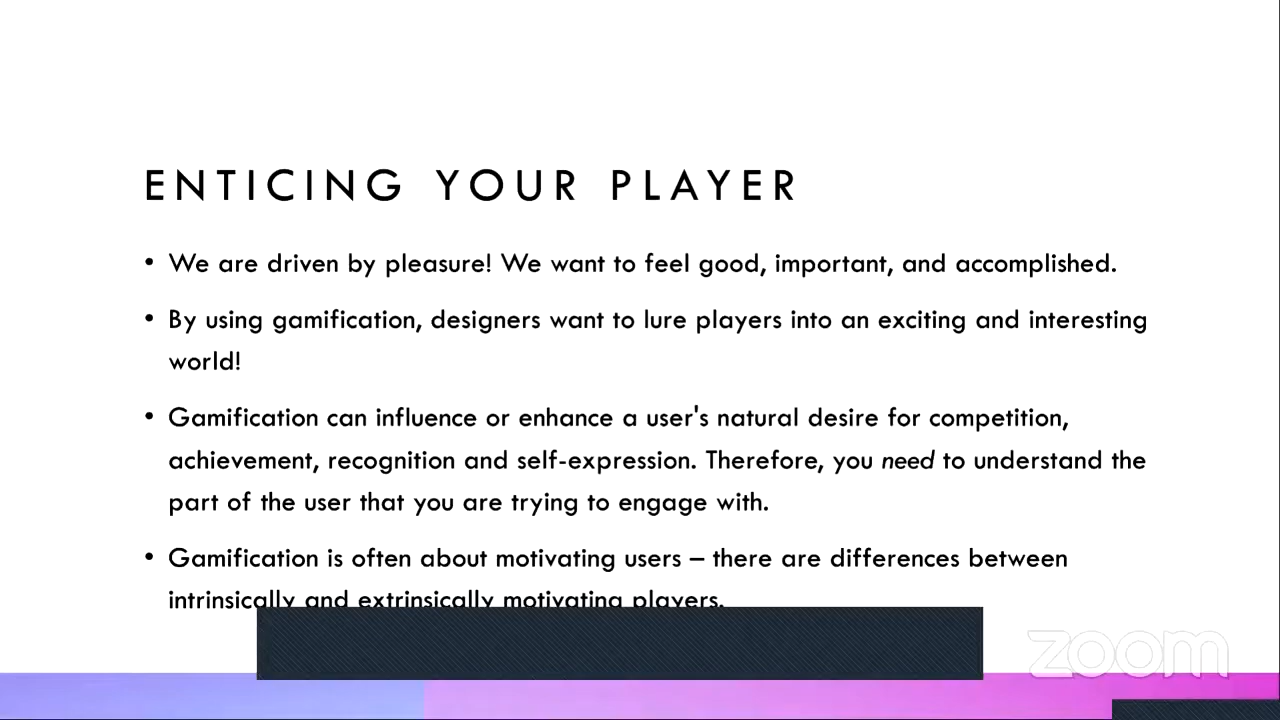 ENTICING YOUR PLAYER
• We are driven by pleasure! We want to feel good, important, and accomplished.
• By using gamification, designers want to lure players into an exciting and interesting
world!
• Gamification can influence or enhance a user's natural desire for competition,
achievement, recognition and self-expression. Therefore, you need to understand the
part of the user that you are trying to engage with.
• Gamification is often about motivating users – there are differences between
intrinsically and extrinsically motivating players.
zoom